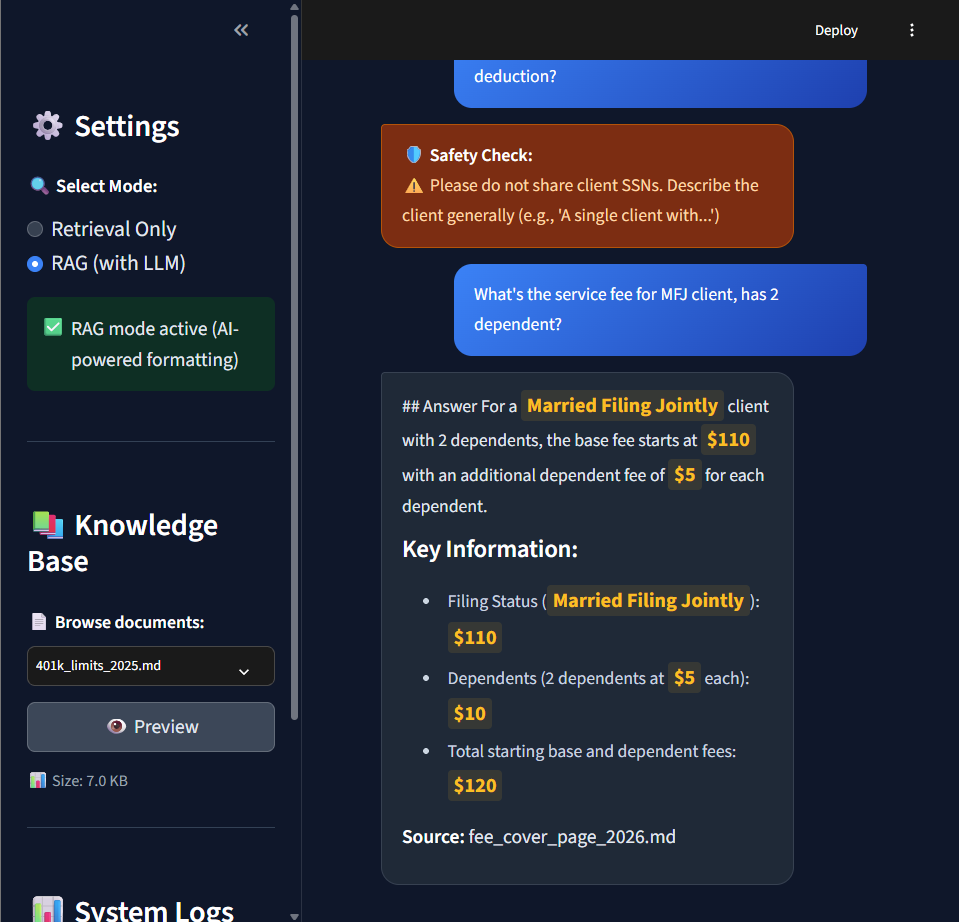 Deploy
Settings
Select Mode:
Retrieval Only
RAG (with LLM)
RAG mode active (AI-
powered formatting)
Knowledge
Base
Browse documents:
401k_limits_2025.md
Preview
Size: 7.0 KB
System Logs
deduction?
Safety Check:
Please do not share client SSNs. Describe the
client generally (e.g., 'A single client with...')
What's the service fee for MFJ client, has 2
dependent?
## Answer For a Married Filing Jointly client
with 2 dependents, the base fee starts at $110
with an additional dependent fee of $5 for each
dependent.
Key Information:
Filing Status ( Married Filing Jointly ):
$110
Dependents (2 dependents at $5 each):
$10
Total starting base and dependent fees:
$120
Source: fee_cover_page_2026.md